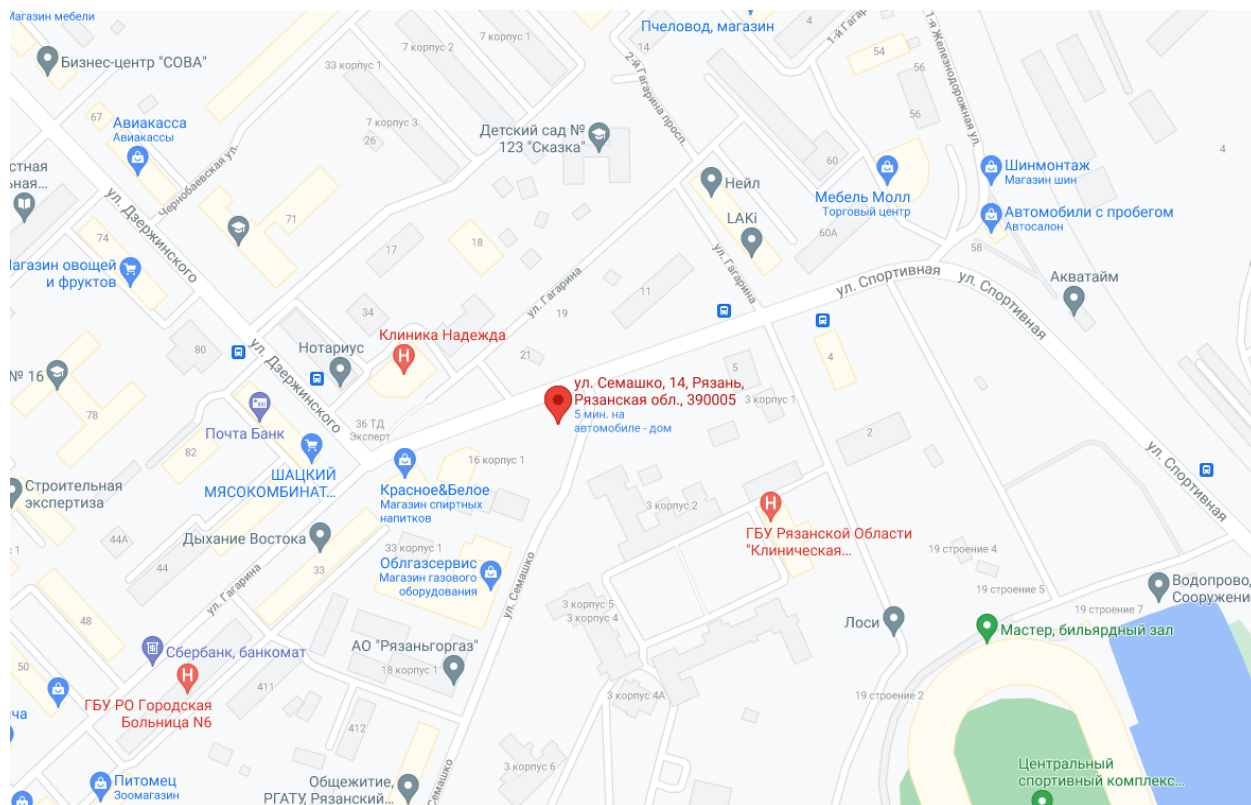 Магазин мебели
Пчеловод, магазин
7 корпус 1
7 корпус 2
14
1-й Гагарина
1-я Железнодорожная ул.
54
Бизнес-центр "СОВА"
33 корпус 1
2-й Гагарина просп.
56
56
67
Авиакасса
Авиакассы
7 корпус 3
26
Детский сад №
123 "Сказка"
4
60
Шинмонтаж
Магазин шин
Чернобаевская ул.
Нейл
Мебель Молл
Торговый центр
ул. Дзержинского
71
LAKi
Автомобили с пробегом
Автосалон
60А
58
74
17
18
ул. Гагарина
Магазин овощей
и фруктов
ул. Спортивная
ул. Спортивная
Акватайм
ул. Гагарина
11
34
19
Клиника Надежда
80
ул. Дзержинского
Нотариус
21
5
4
№ 16
ул. Семашко, 14, Рязань,
Рязанская обл., 390005
5 мин. на
автомобиле - дом
3 корпус 1
78
Почта Банк
36 ТД
Эксперт
2
82
ШАЦКИЙ
МЯСОКОМБИНАТ...
16 корпус 1
ул. Спортивная
Строительная
экспертиза
Красное&Белое
Магазин спиртных
напитков
3 корпус 2
44А
Дыхание Востока
ГБУ Рязанской Области
"Клиническая...
33 корпус 1
19 строение 4
44
33
Облгазсервис
Магазин газового
оборудования
ул. Семашко
ул. Гагарина
19 строение 5
Водопровод
Сооружение
3 корпус 5
3 корпус 4
19 строение 7
48
Лоси
Мастер, бильярдный зал
Сбербанк, банкомат
АО "Рязаньгоргаз"
50
18 корпус 1
411
ГБУ РО Городская
Больница N6
3 корпус 4А
19 строение 2
412
3 корпус 6
Питомец
Зоомагазин
Общежитие,
РГАТУ, Рязанский...
Семашко
Центральный
спортивный комплекс...